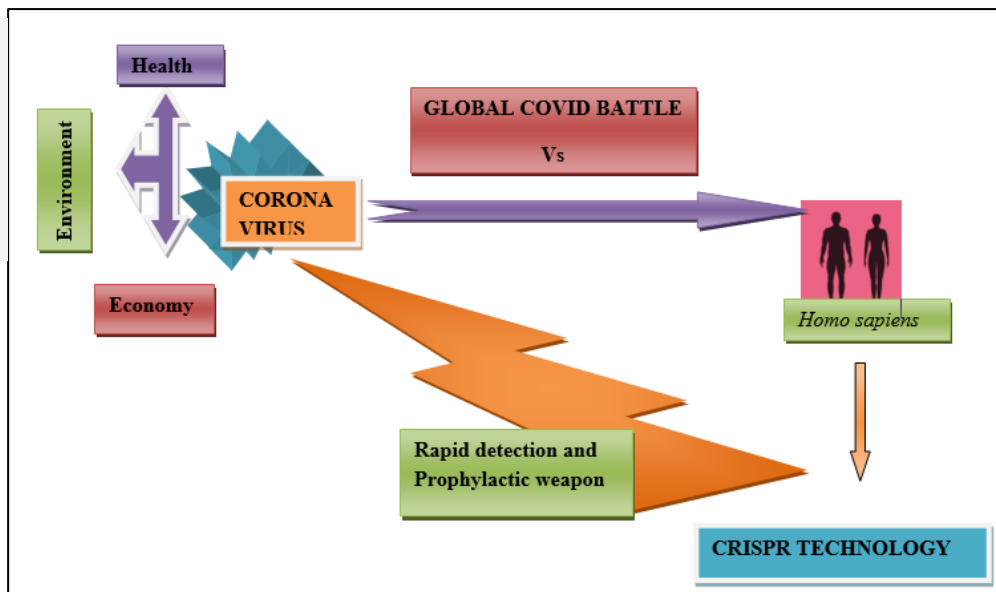 Health
GLOBAL COVID BATTLE
Vs
Environment
CORONA
VIRUS
Economy
Homo sapiens
Rapid detection and
Prophylactic weapon
CRISPR TECHNOLOGY